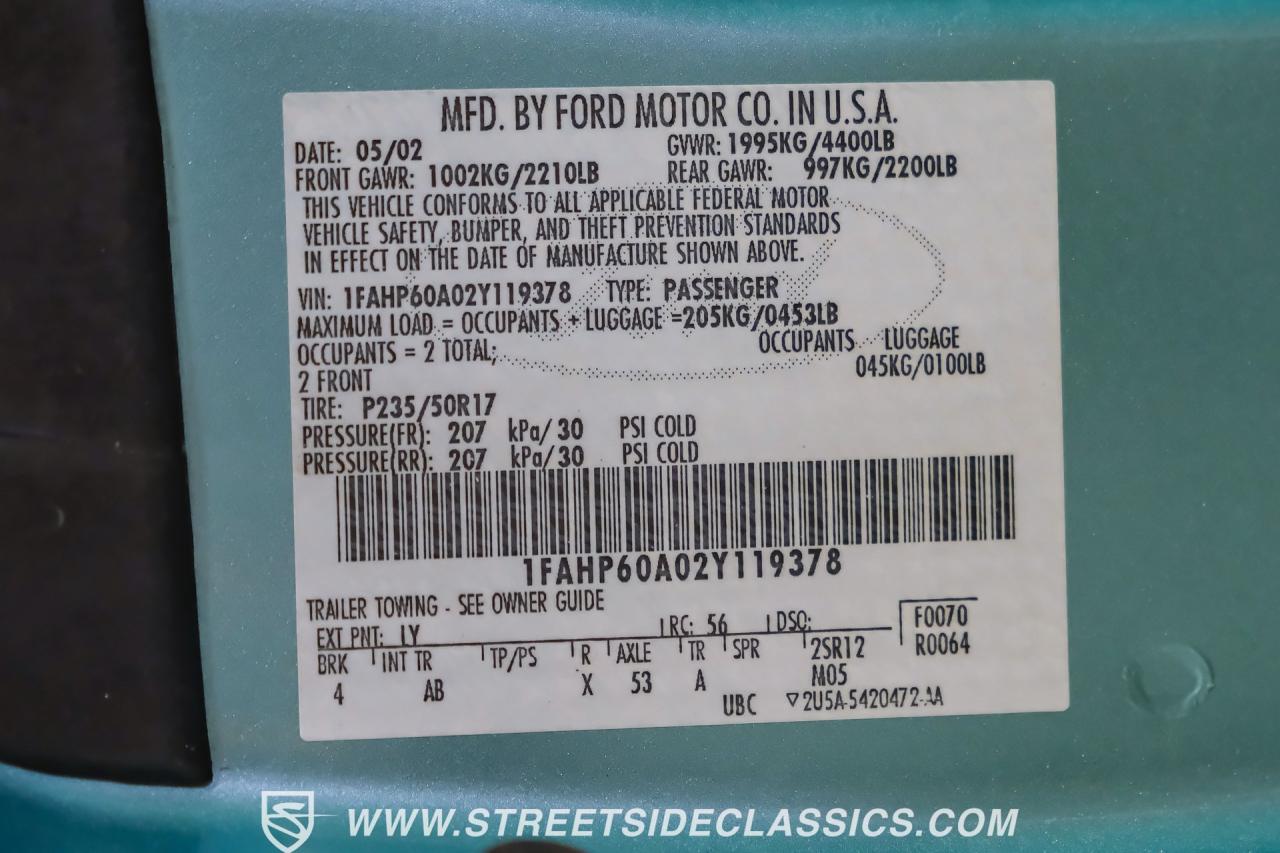 MFD. BY FORD MOTOR CO. IN U.S.A.
DATE: 05/02 GVWR: 1995KG/4400LB
FRONT GAWR: 1002KG/2210LB REAR GAWR: 997KG/2200LB
THIS VEHICLE CONFORMS TO ALL APPLICABLE FEDERAL MOTOR
VEHICLE SAFETY, BUMPER, AND THEFT PREVENTION STANDARDS
IN EFFECT ON THE DATE OF MANUFACTURE SHOWN ABOVE.
VIN: 1FAHP60A02Y119378 TYPE: PASSENGER
MAXIMUM LOAD = OCCUPANTS + LUGGAGE =205KG/0453LB
OCCUPANTS = 2 TOTAL; OCCUPANTS LUGGAGE
2 FRONT 045KG/0100LB
TIRE: P235/50R17
PRESSURE(FR): 207 kPa/ 30 PSI COLD
PRESSURE(RR): 207 kPa/ 30 PSI COLD
1FAHP60A02Y119378
TRAILER TOWING - SEE OWNER GUIDE
EXT PNT: LY RC: 56 DSO: F0070
BRK INT TR TP/PS R AXLE TR SPR 2SR12 R0064
4 AB X 53 A M05
UBC ▽2U5A-5420472-AA
WWW.STREETSIDECLASSICS.COM